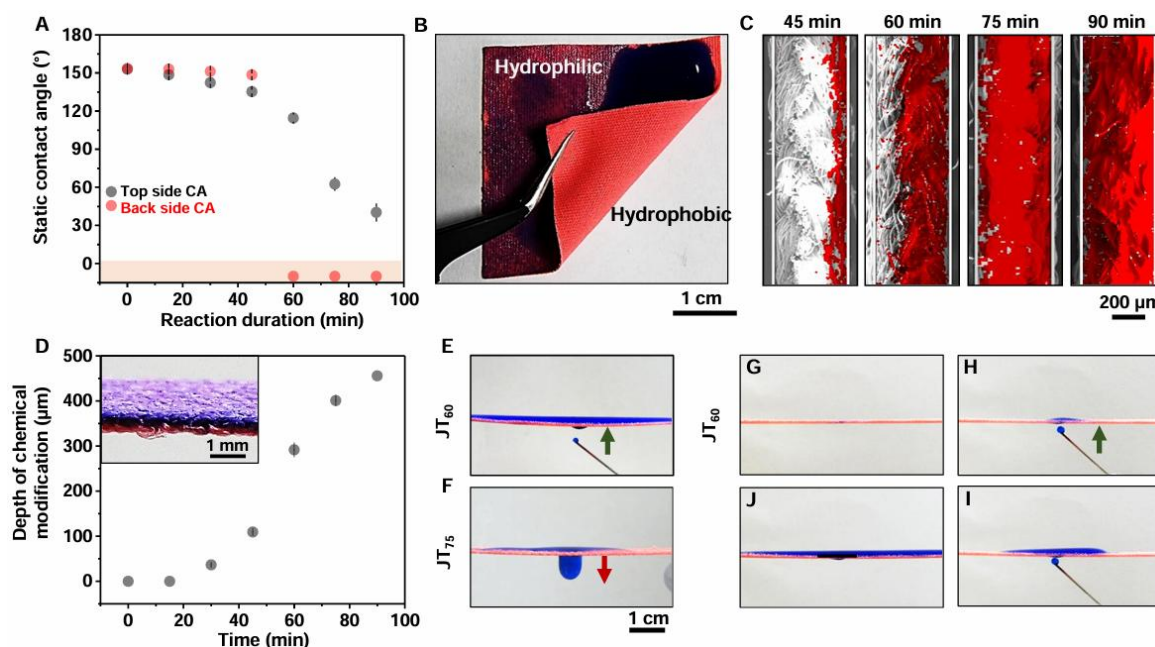 A
Static contact angle (°)
180
150
120
90
60
30
0
Top side CA
Back side CA
0 20 40 60 80 100
Reaction duration (min)
B
Hydrophilic
Hydrophobic
1 cm
C
45 min 60 min 75 min 90 min
200 µm
D
Depth of chemical
modification (µm)
500
400
300
200
100
0
1 mm
0 20 40 60 80 100
Time (min)
E
JT60
F
JT75
1 cm
G
JT60
H
J
I